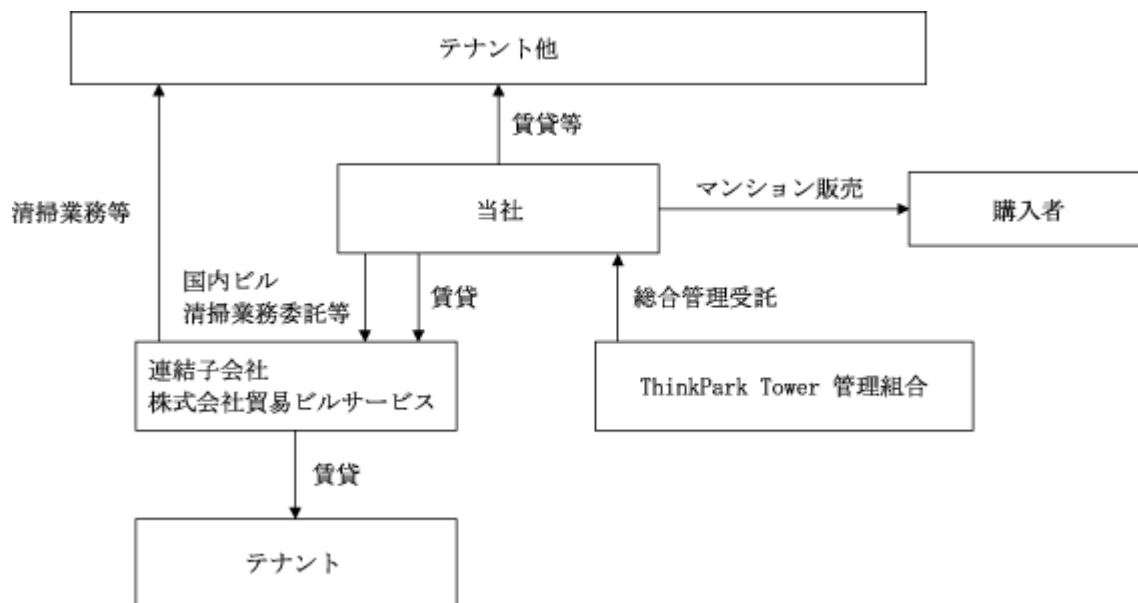 テナント他
賃貸等
マンション販売
当社
購入者
清掃業務等
国内ビル
清掃業務委託等
賃貸
総合管理受託
連結子会社
株式会社貿易ビルサービス
ThinkPark Tower 管理組合
賃貸
テナント